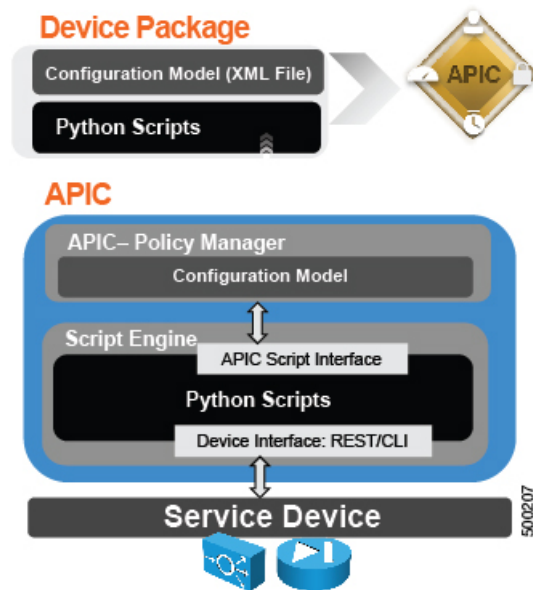 Device Package
Configuration Model (XML File)
Python Scripts
APIC
APIC
APIC– Policy Manager
Configuration Model
Script Engine
APIC Script Interface
Python Scripts
Device Interface: REST/CLI
Service Device
500207